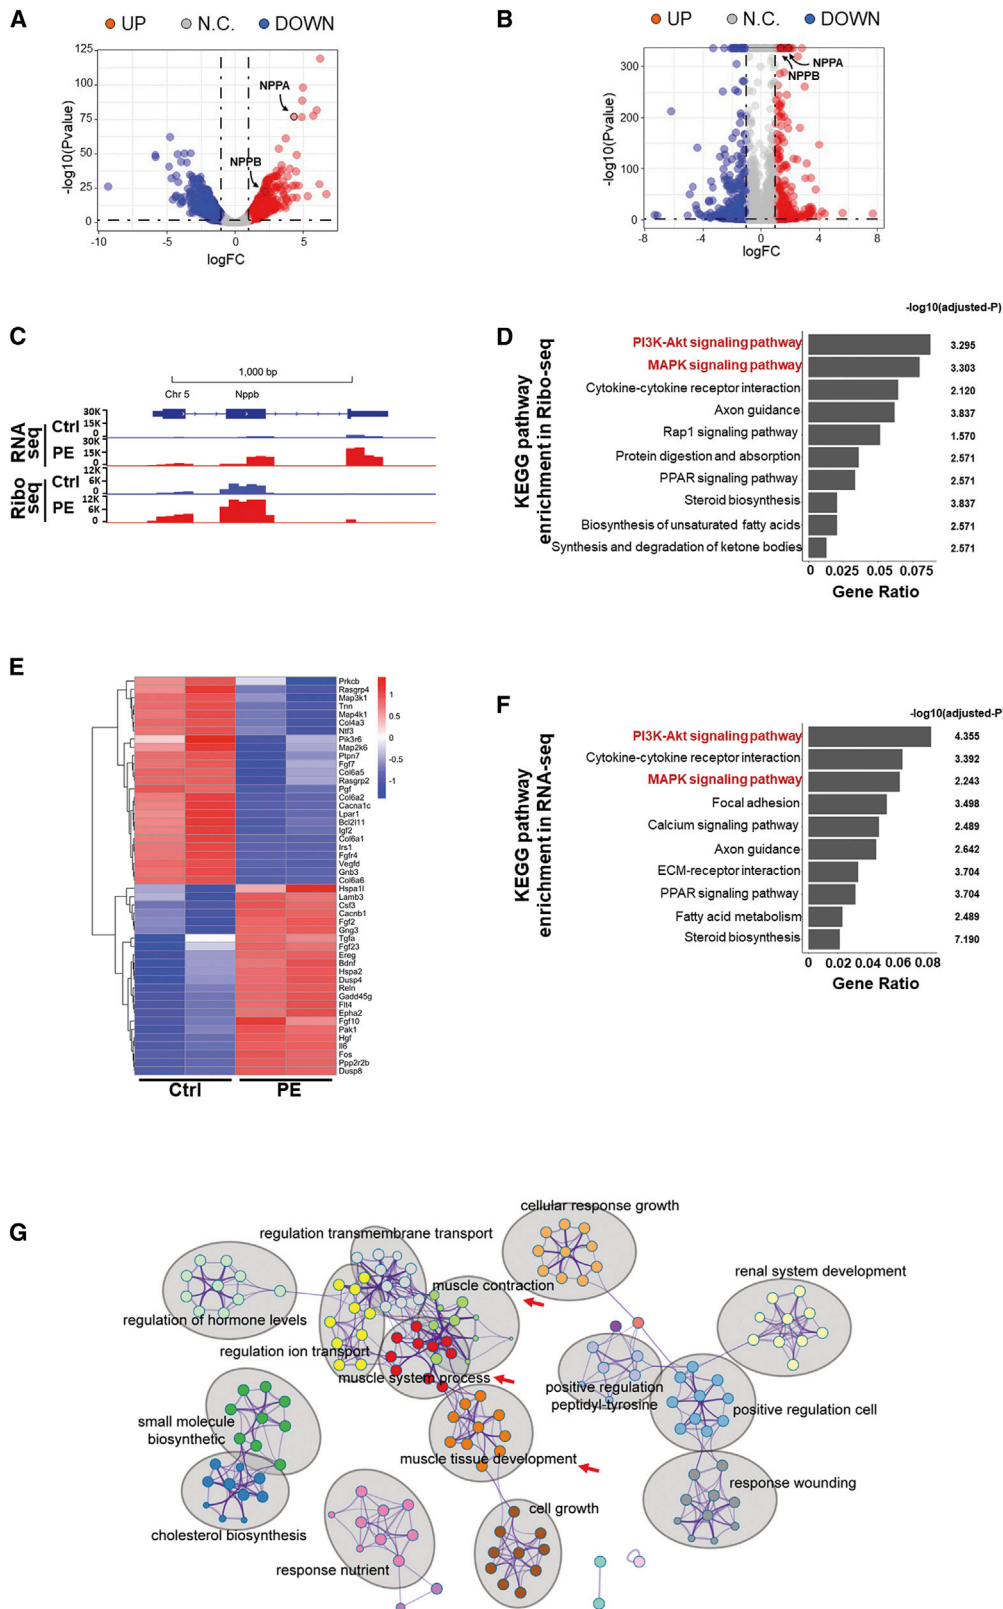 A
UP N.C. DOWN
125
100
75
50
25
0
-log10(Pvalue)
NPPA
NPPB
-10 -5 0 5
logFC
B
UP N.C. DOWN
300
200
100
0
-log10(Pvalue)
NPPA
NPPB
-8 -4 0 4 8
logFC
C
1,000 bp
Chr 5 Nppb
RNA seq
Ribo seq
30K
15K
0
Ctrl
30K
15K
0
PE
12K
6K
0
Ctrl
12K
6K
0
PE
D
-log10(adjusted-P)
KEGG pathway
enrichment in Ribo-seq
PI3K-Akt signaling pathway 3.295
MAPK signaling pathway 3.303
Cytokine-cytokine receptor interaction 2.120
Axon guidance 3.837
Rap1 signaling pathway 1.570
Protein digestion and absorption 2.571
PPAR signaling pathway 2.571
Steroid biosynthesis 3.837
Biosynthesis of unsaturated fatty acids 2.571
Synthesis and degradation of ketone bodies 2.571
0 0.025 0.05 0.075
Gene Ratio
E
Prkcb
Rasgrp4
Map3k1
Tnn
Map4k1
Col4a3
Ntf3
Pik3r6
Map2k6
Ptpn7
Fgf7
Col6a5
Rasgrp2
Pgf
Col6a2
Cacna1c
Lpar1
Bcl2l11
Igf2
Col6a1
Irs1
Fgfr4
Vegfd
Gnb3
Col6a6
Hspa1l
Lamb3
Csf3
Cacnb1
Fgf2
Gng3
Tgfa
Fgf23
Ereg
Bdnf
Hspa2
Dusp4
Reln
Gadd45g
Flt4
Epha2
Fgf10
Pak1
Hgf
Il6
Fos
Ppp2r2b
Dusp8
1
0.5
0
-0.5
-1
Ctrl PE
F
-log10(adjusted-P)
KEGG pathway
enrichment in RNA-seq
PI3K-Akt signaling pathway 4.355
Cytokine-cytokine receptor interaction 3.392
MAPK signaling pathway 2.243
Focal adhesion 3.498
Calcium signaling pathway 2.489
Axon guidance 2.642
ECM-receptor interaction 3.704
PPAR signaling pathway 3.704
Fatty acid metabolism 2.489
Steroid biosynthesis 7.190
0 0.02 0.04 0.06 0.08
Gene Ratio
G
cellular response growth
regulation transmembrane transport
renal system development
muscle contraction
regulation of hormone levels
regulation ion transport
muscle system process
positive regulation
peptidyl-tyrosine
positive regulation cell
small molecule
biosynthetic
muscle tissue development
response wounding
cell growth
cholesterol biosynthesis
response nutrient